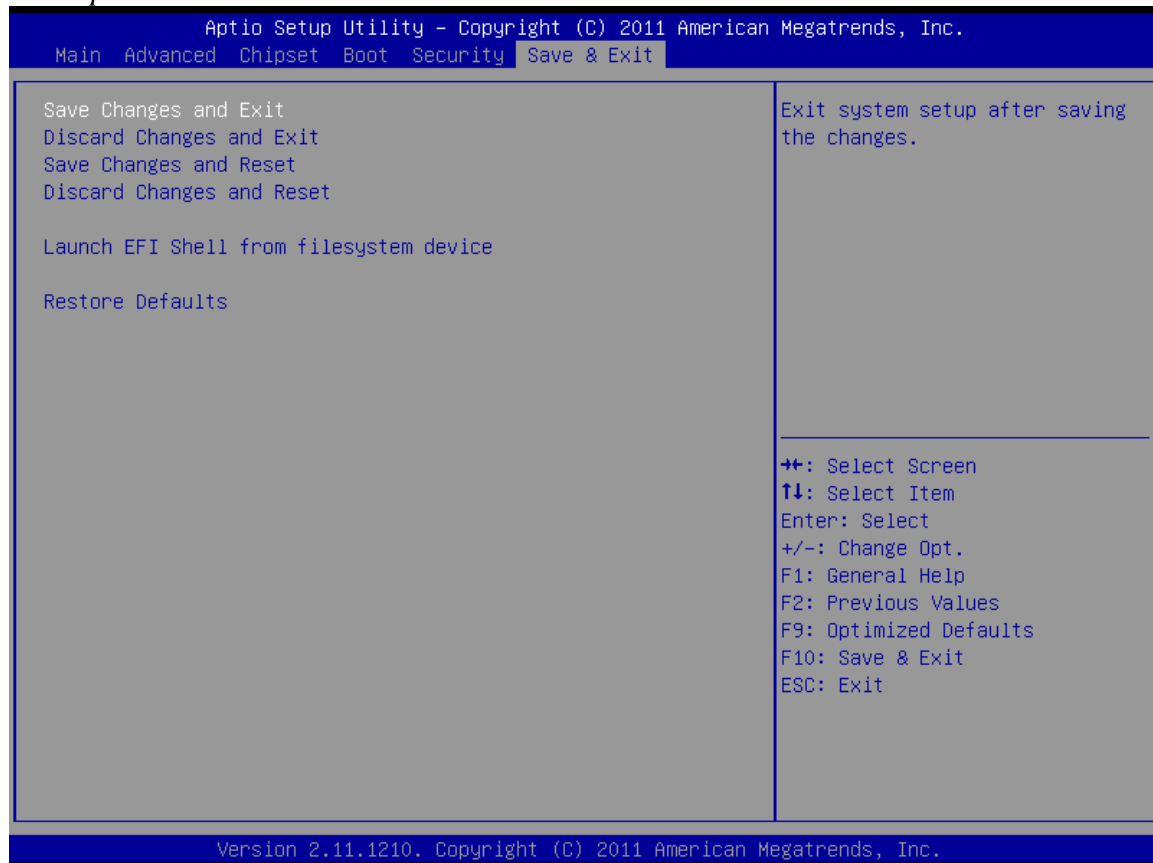 Aptio Setup Utility – Copyright (C) 2011 American Megatrends, Inc.
Main Advanced Chipset Boot Security Save & Exit
Save Changes and Exit
Discard Changes and Exit
Save Changes and Reset
Discard Changes and Reset
Launch EFI Shell from filesystem device
Restore Defaults
Exit system setup after saving
the changes.
→←: Select Screen
↑↓: Select Item
Enter: Select
+/-: Change Opt.
F1: General Help
F2: Previous Values
F9: Optimized Defaults
F10: Save & Exit
ESC: Exit
Version 2.11.1210. Copyright (C) 2011 American Megatrends, Inc.